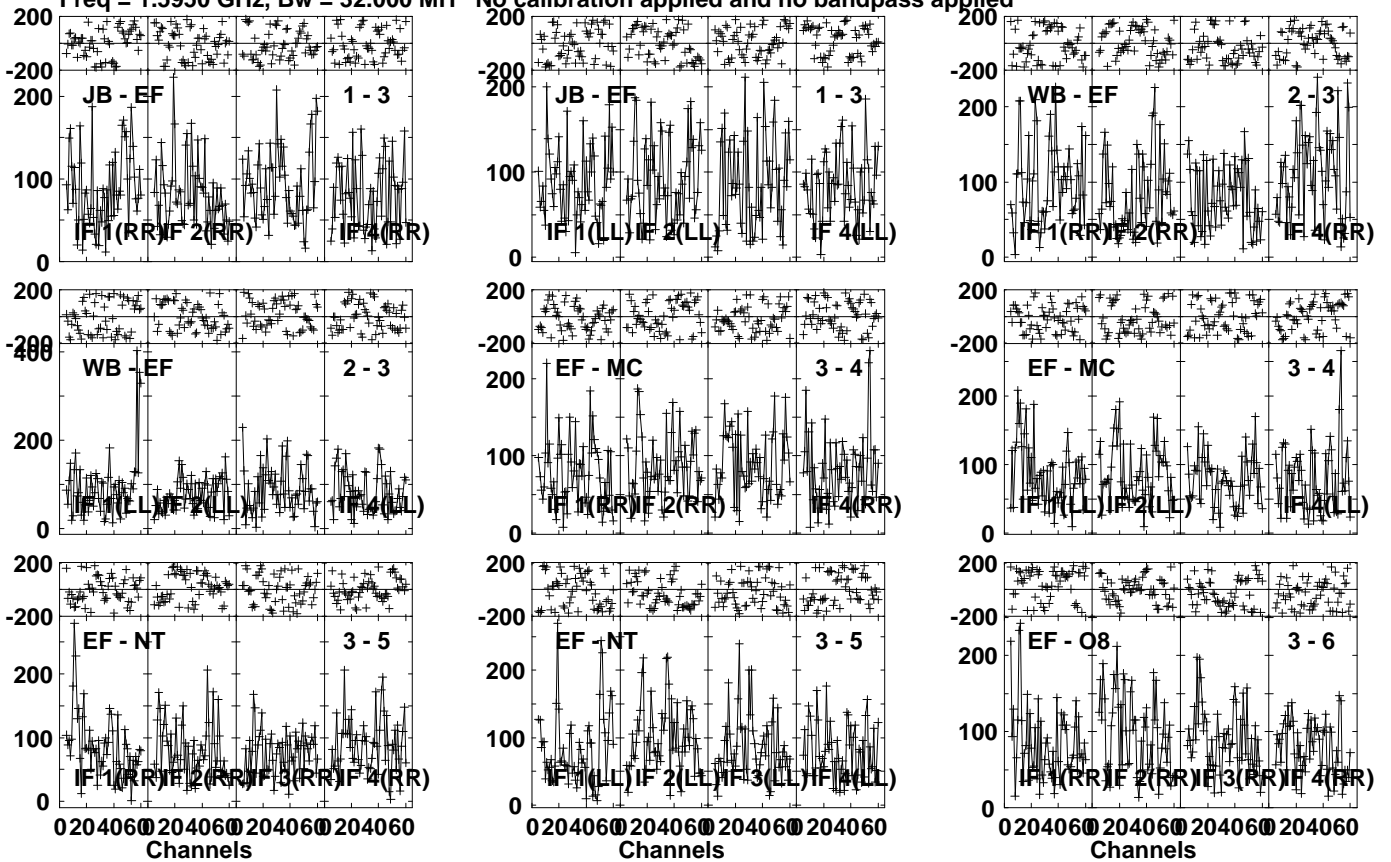 Freq = 1.5950 GHz, Bw = 32.000 MH No calibration applied and no bandpass applied
200
-200
JB - EF 1 - 3
200
100
0
IF 1(RR) IF 2(RR) IF 4(RR)
200
-200
JB - EF 1 - 3
200
100
0
IF 1(LL) IF 2(LL) IF 4(LL)
200
-200
WB - EF 2 - 3
200
100
0
IF 1(RR) IF 2(RR) IF 4(RR)
200
-200
400
WB - EF 2 - 3
200
0
IF 1(LL) IF 2(LL) IF 4(LL)
200
-200
EF - MC 3 - 4
200
100
0
IF 1(RR) IF 2(RR) IF 4(RR)
200
-200
EF - MC 3 - 4
200
100
0
IF 1(LL) IF 2(LL) IF 4(LL)
200
-200
EF - NT 3 - 5
200
100
0
IF 1(RR) IF 2(RR) IF 3(RR) IF 4(RR)
0 20 40 60 0 20 40 60 0 20 40 60 0 20 40 60
Channels
200
-200
EF - NT 3 - 5
200
100
0
IF 1(LL) IF 2(LL) IF 3(LL) IF 4(LL)
0 20 40 60 0 20 40 60 0 20 40 60 0 20 40 60
Channels
200
-200
EF - O8 3 - 6
200
100
0
IF 1(RR) IF 2(RR) IF 3(RR) IF 4(RR)
0 20 40 60 0 20 40 60 0 20 40 60 0 20 40 60
Channels